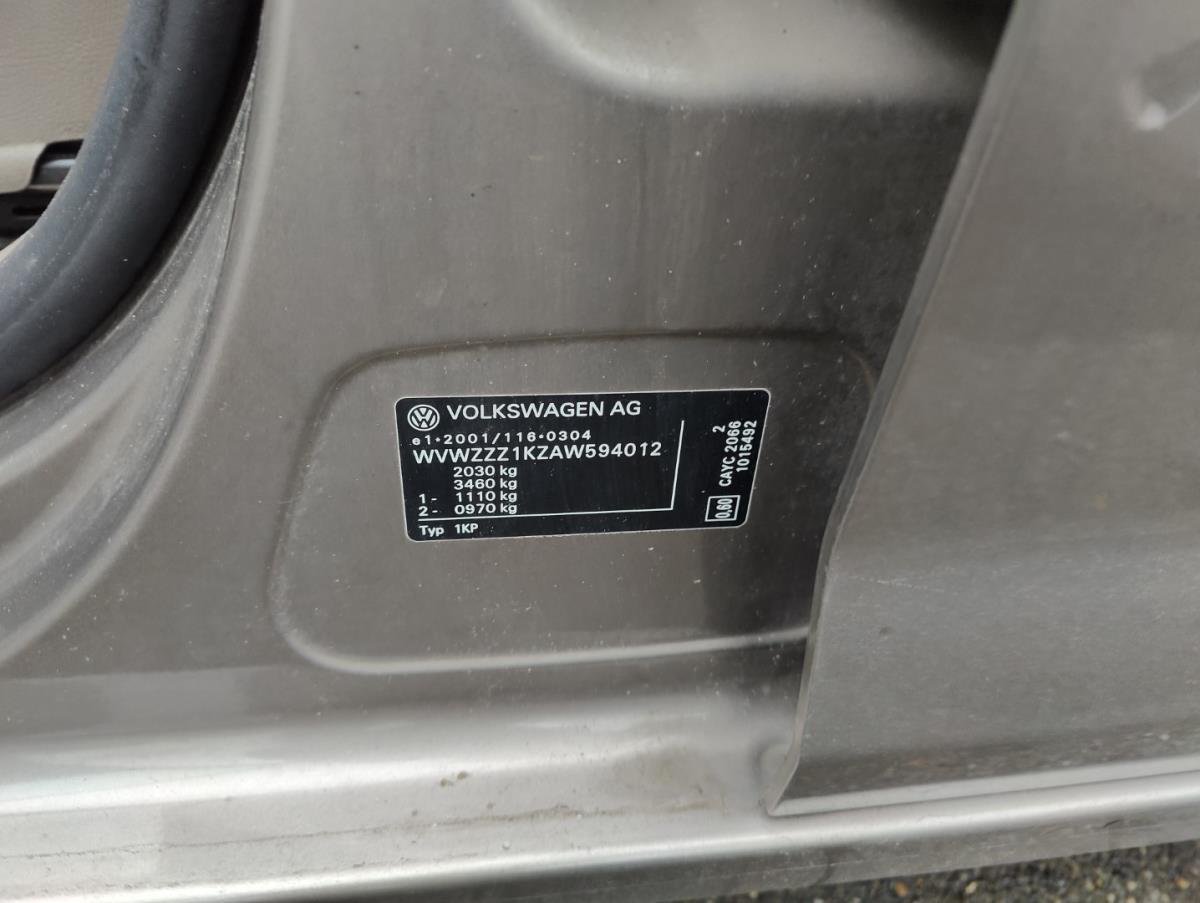 VOLKSWAGEN AG
e1*2001/116*0304
WVWZZZ1KZAW594012
2030 kg
3460 kg
1 - 1110 kg
2 - 0970 kg
Typ 1KP
2
CAYC 2066
1015492
0,60